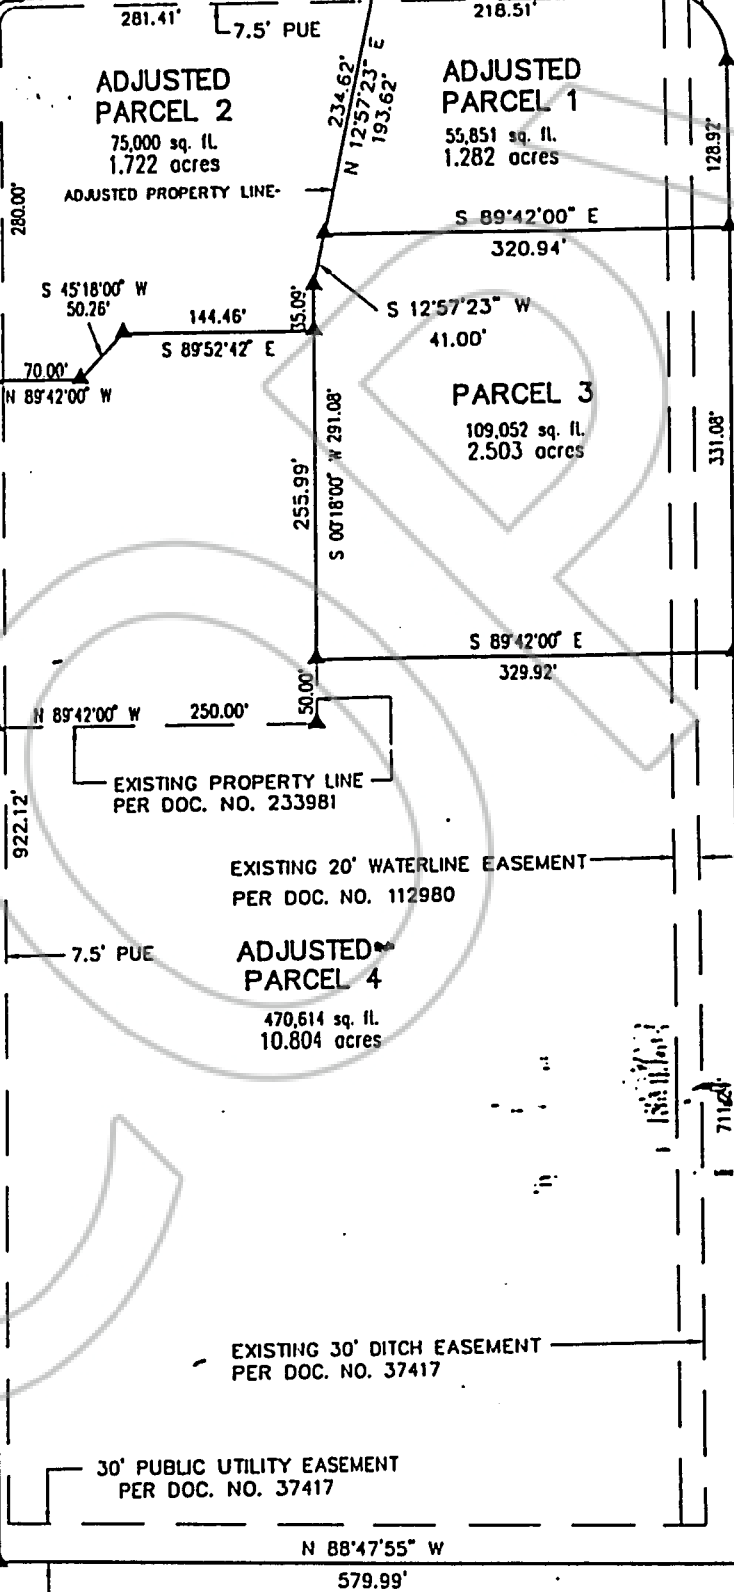 281.41'
7.5' PUE
218.51'
ADJUSTED
PARCEL 2
75,000 sq. ft.
1.722 acres
ADJUSTED PROPERTY LINE
234.62'
N 12°57'23" E
193.62'
ADJUSTED
PARCEL 1
55,851 sq. ft.
1.282 acres
128.92'
280.00'
S 89°42'00" E
320.94'
S 45°18'00" W
50.26'
144.46'
S 89°52'42" E
35.09'
S 12°57'23" W
41.00'
70.00'
N 89°42'00" W
PARCEL 3
109,052 sq. ft.
2.503 acres
331.08'
255.99'
S 00°18'00" W 291.08'
S 89°42'00" E
329.92'
50.00'
N 89°42'00" W 250.00'
EXISTING PROPERTY LINE
PER DOC. NO. 233981
922.12'
EXISTING 20' WATERLINE EASEMENT
PER DOC. NO. 112980
7.5' PUE
ADJUSTED
PARCEL 4
470,614 sq. ft.
10.804 acres
EXISTING 30' DITCH EASEMENT
PER DOC. NO. 37417
30' PUBLIC UTILITY EASEMENT
PER DOC. NO. 37417
N 88°47'55" W
579.99'